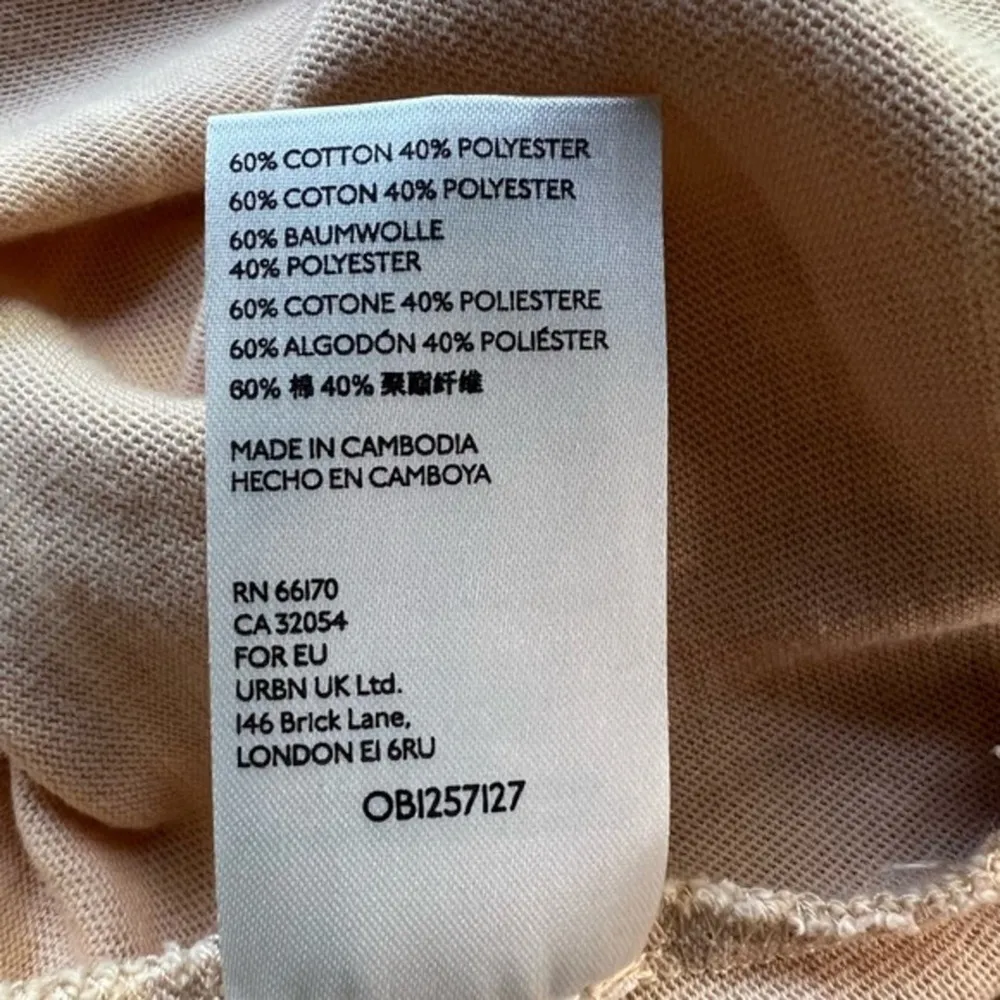 60% COTTON 40% POLYESTER
60% COTON 40% POLYESTER
60% BAUMWOLLE
40% POLYESTER
60% COTONE 40% POLIESTERE
60% ALGODÓN 40% POLIÉSTER
60% 棉 40% 聚酯纤维
MADE IN CAMBODIA
HECHO EN CAMBOYA
RN 66170
CA 32054
FOR EU
URBN UK Ltd.
146 Brick Lane,
LONDON E1 6RU
OB1257127